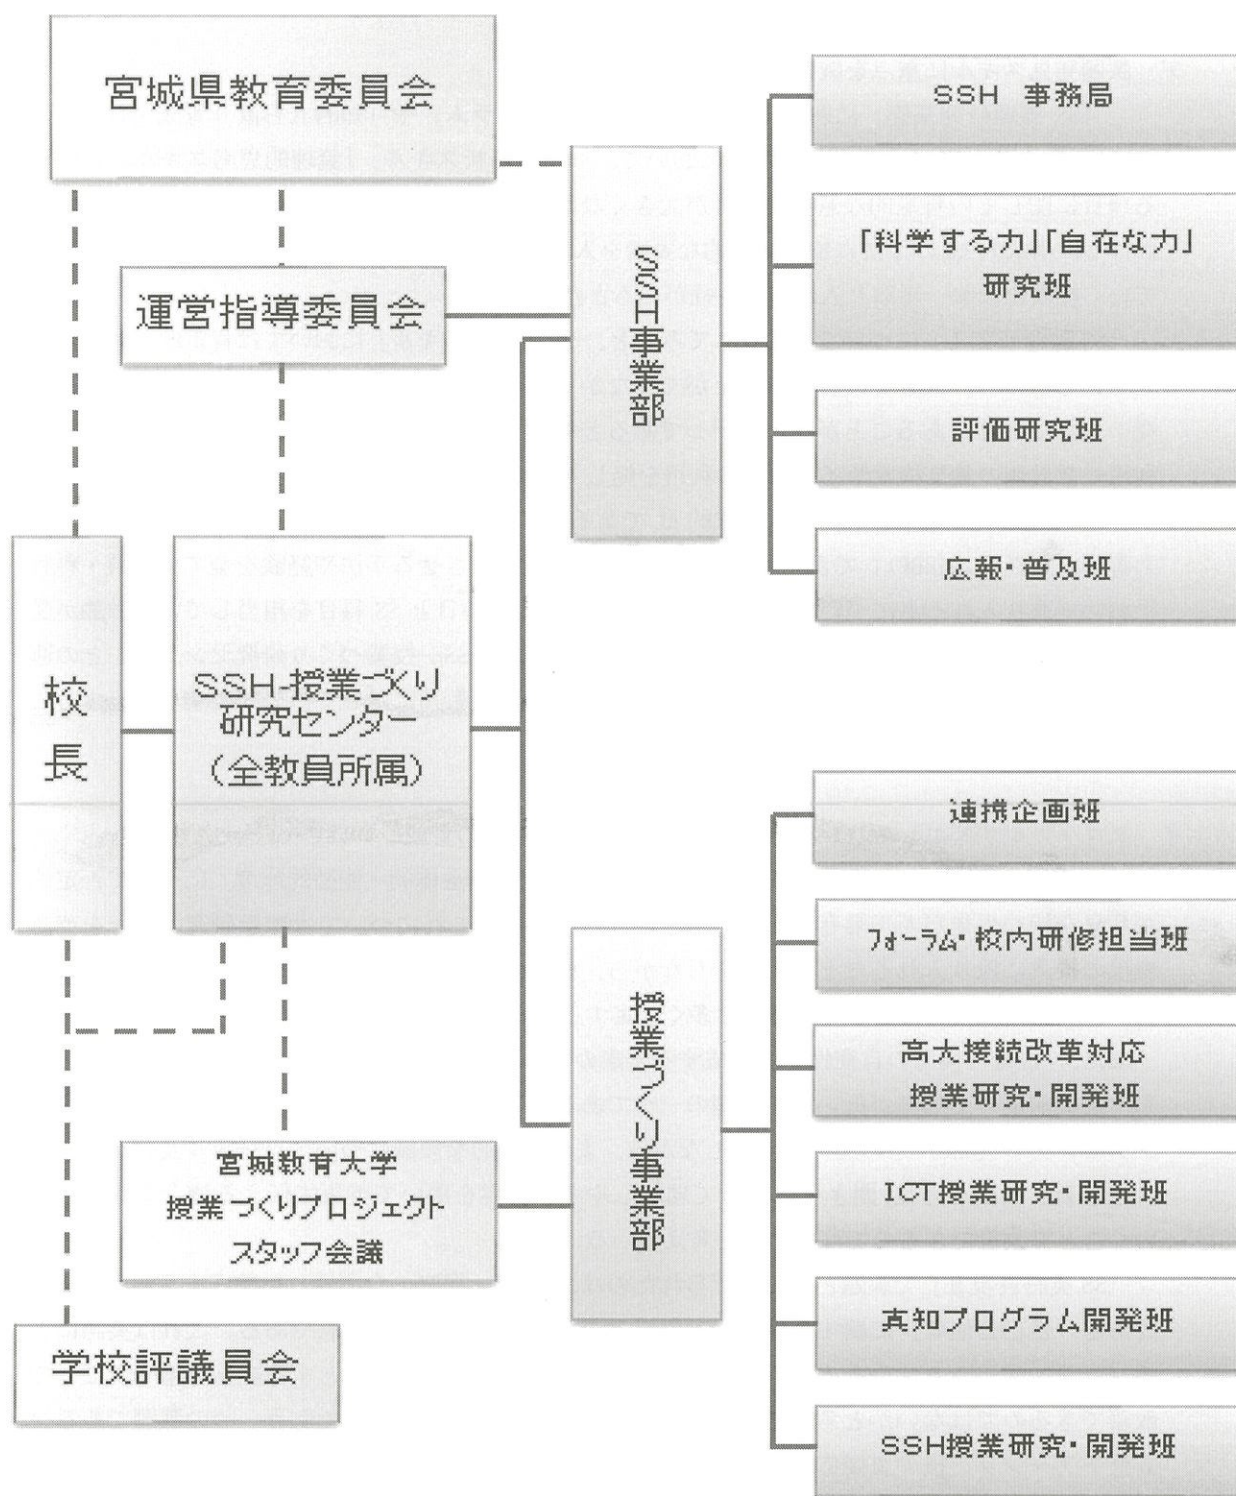 宮城県教育委員会
運営指導委員会
校長
SSH-授業づくり
研究センター
(全教員所属)
宮城教育大学
授業づくりプロジェクト
スタッフ会議
学校評議員会
SSH事業部
授業づくり事業部
SSH 事務局
「科学する力」「自在な力」
研究班
評価研究班
広報・普及班
連携企画班
フォーラム・校内研修担当班
高大接続改革対応
授業研究・開発班
ICT授業研究・開発班
真知プログラム開発班
SSH授業研究・開発班